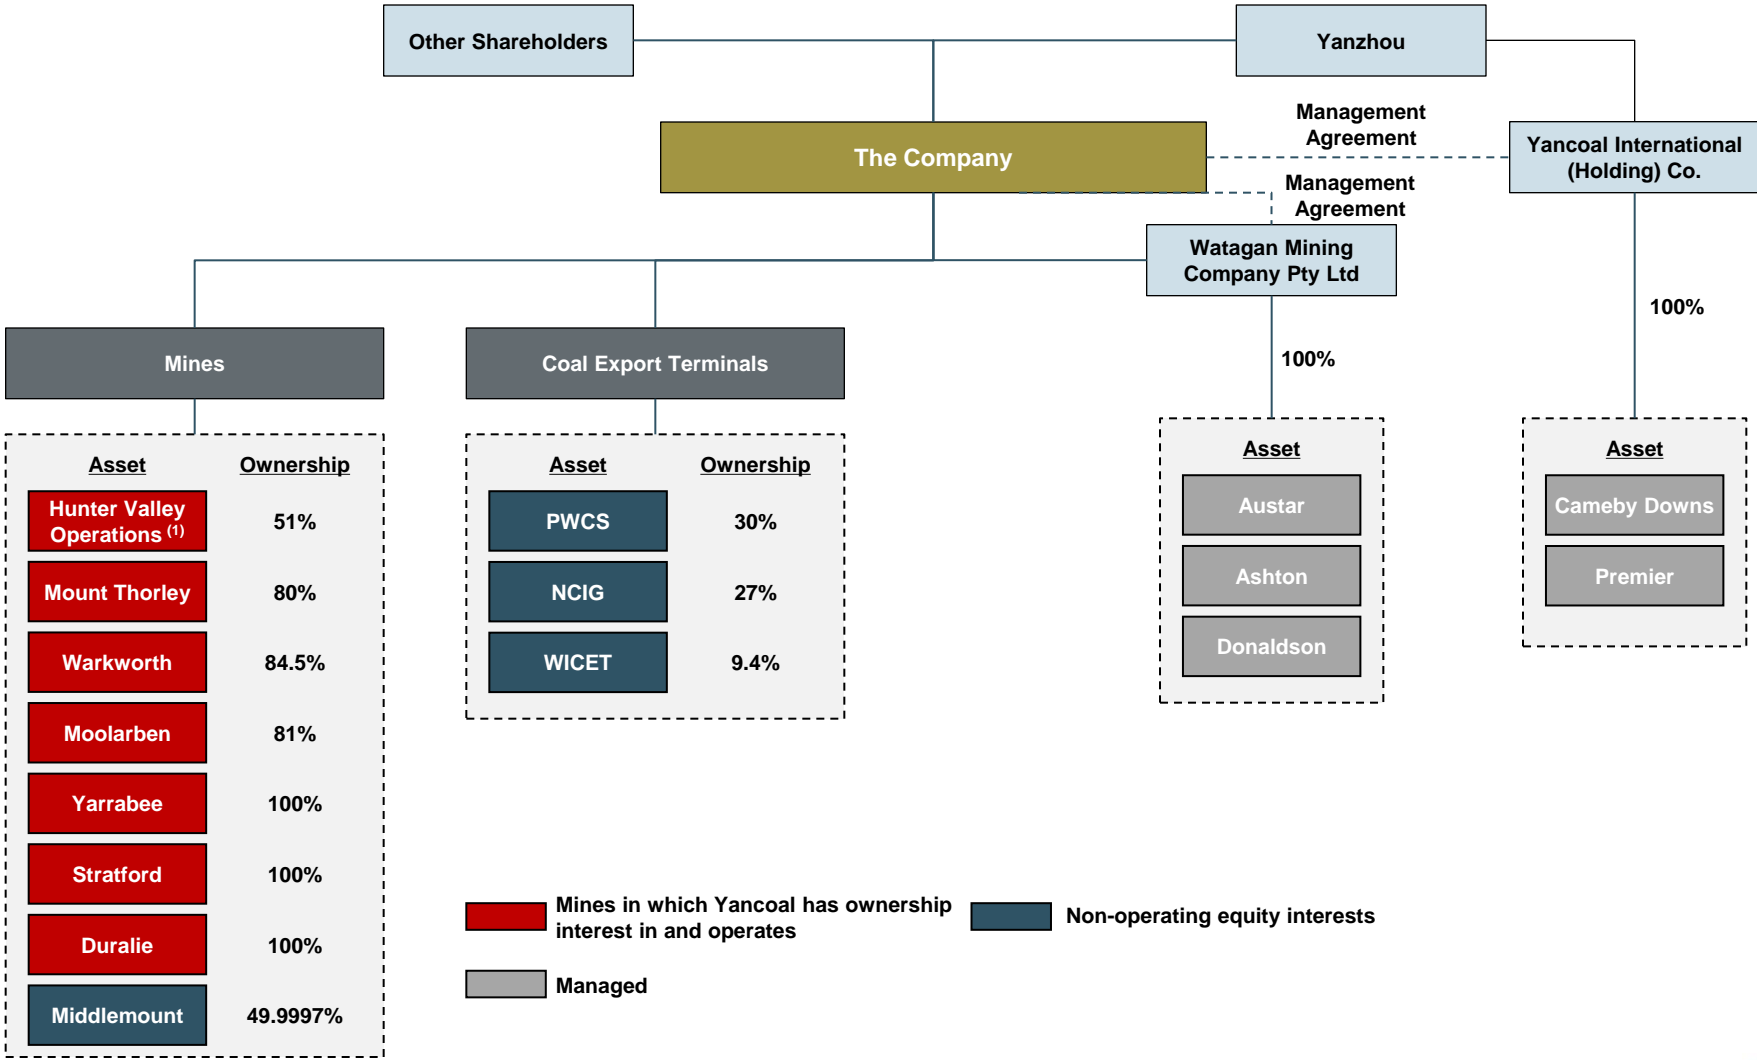 Other Shareholders
Yanzhou
Management
Agreement
The Company
Yancoal International
(Holding) Co.
Management
Agreement
Watagan Mining
Company Pty Ltd
100%
Mines
Coal Export Terminals
100%
Asset Ownership
Hunter Valley
Operations (1) 51%
Mount Thorley 80%
Warkworth 84.5%
Moolarben 81%
Yarrabee 100%
Stratford 100%
Duralie 100%
Middlemount 49.9997%
Asset Ownership
PWCS 30%
NCIG 27%
WICET 9.4%
Asset
Austar
Ashton
Donaldson
Asset
Cameby Downs
Premier
Mines in which Yancoal has ownership
interest in and operates
Non-operating equity interests
Managed